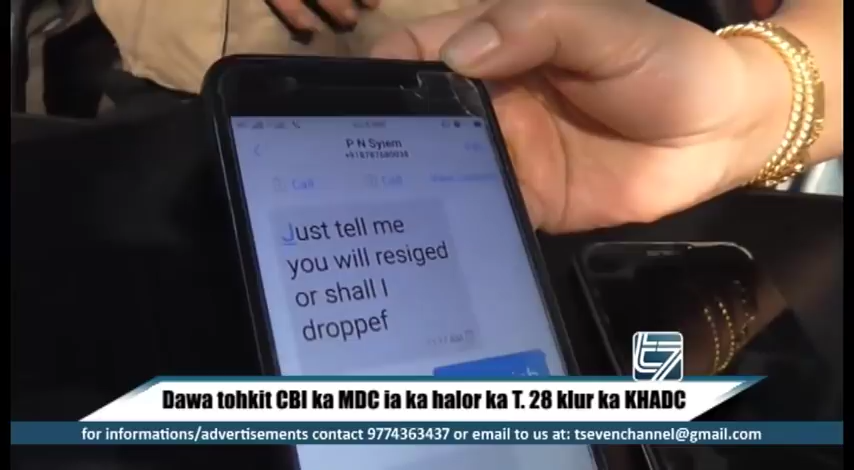 P N Syiem
Call
Call
Just tell me
you will resiged
or shall I
droppef
Dawa tohkit CBI ka MDC ia ka halor ka T. 28 klur ka KHADC
for informations/advertisements contact 9774363437 or email to us at: tsevenchannel@gmail.com